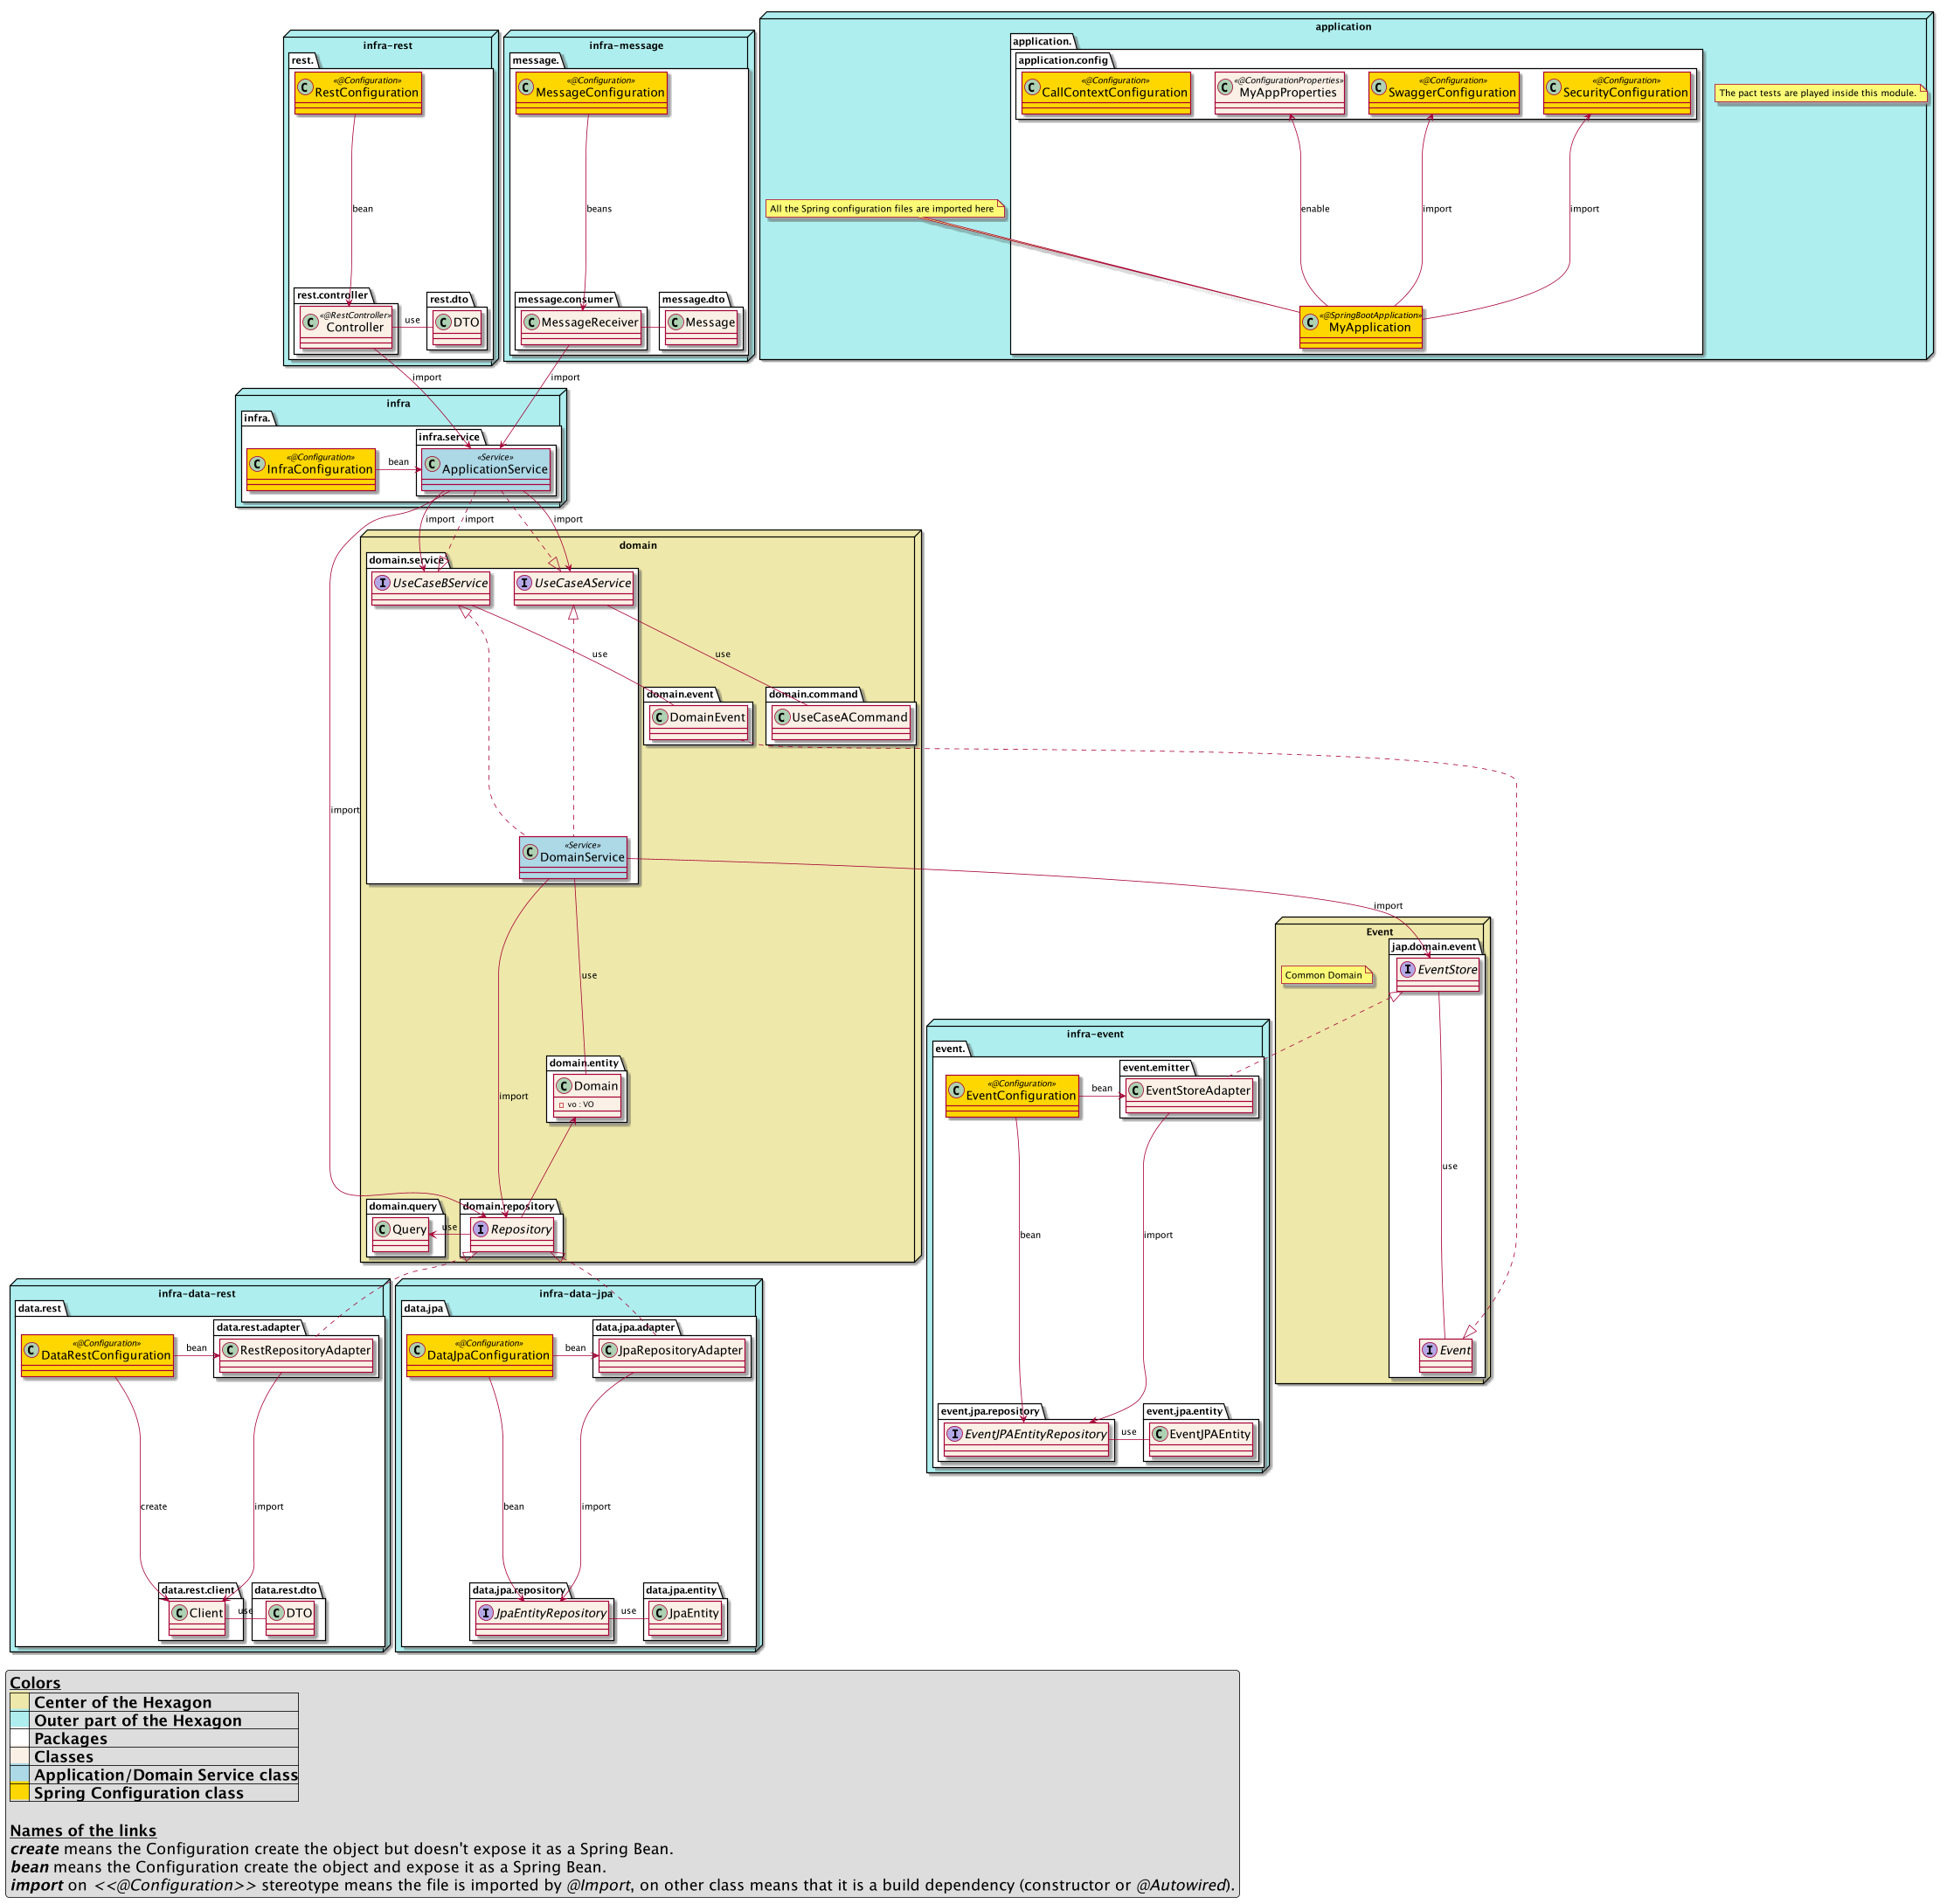 infra-rest
rest.
«@Configuration»
RestConfiguration
bean
rest.controller
«@RestController»
Controller
use
rest.dto
DTO
infra-message
message.
«@Configuration»
MessageConfiguration
beans
message.consumer
MessageReceiver
message.dto
Message
application
application.
application.config
«@Configuration»
CallContextConfiguration
«@ConfigurationProperties»
MyAppProperties
«@Configuration»
SwaggerConfiguration
«@Configuration»
SecurityConfiguration
The pact tests are played inside this module.
All the Spring configuration files are imported here
enable
import
import
«@SpringBootApplication»
MyApplication
import
import
infra
infra.
«@Configuration»
InfraConfiguration
bean
infra.service
«Service»
ApplicationService
import
import
import
domain
domain.service
UseCaseBService
UseCaseAService
use
use
domain.event
DomainEvent
domain.command
UseCaseACommand
import
«Service»
DomainService
import
use
import
domain.entity
Domain
vo : VO
domain.query
Query
use
domain.repository
Repository
Event
Common Domain
jap.domain.event
EventStore
use
Event
infra-event
event.
«@Configuration»
EventConfiguration
bean
event.emitter
EventStoreAdapter
bean
import
event.jpa.repository
EventJPAEntityRepository
use
event.jpa.entity
EventJPAEntity
infra-data-rest
data.rest
«@Configuration»
DataRestConfiguration
bean
data.rest.adapter
RestRepositoryAdapter
create
import
data.rest.client
Client
use
data.rest.dto
DTO
infra-data-jpa
data.jpa
«@Configuration»
DataJpaConfiguration
bean
data.jpa.adapter
JpaRepositoryAdapter
bean
import
data.jpa.repository
JpaEntityRepository
use
data.jpa.entity
JpaEntity
Colors
Center of the Hexagon
Outer part of the Hexagon
Packages
Classes
Application/Domain Service class
Spring Configuration class
Names of the links
create means the Configuration create the object but doesn't expose it as a Spring Bean.
bean means the Configuration create the object and expose it as a Spring Bean.
import on <<@Configuration>> stereotype means the file is imported by @Import, on other class means that it is a build dependency (constructor or @Autowired).